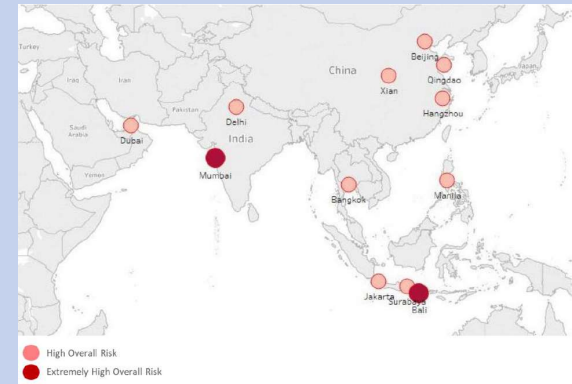 Turkey
Iraq
Iran
Pakistan
Saudi
Arabia
Yemen
China
Japan
India
Beijing
Qingdao
Xian
Hangzhou
Delhi
Dubai
Mumbai
Bangkok
Manila
Jakarta
Surabaya
Bali
High Overall Risk
Extremely High Overall Risk